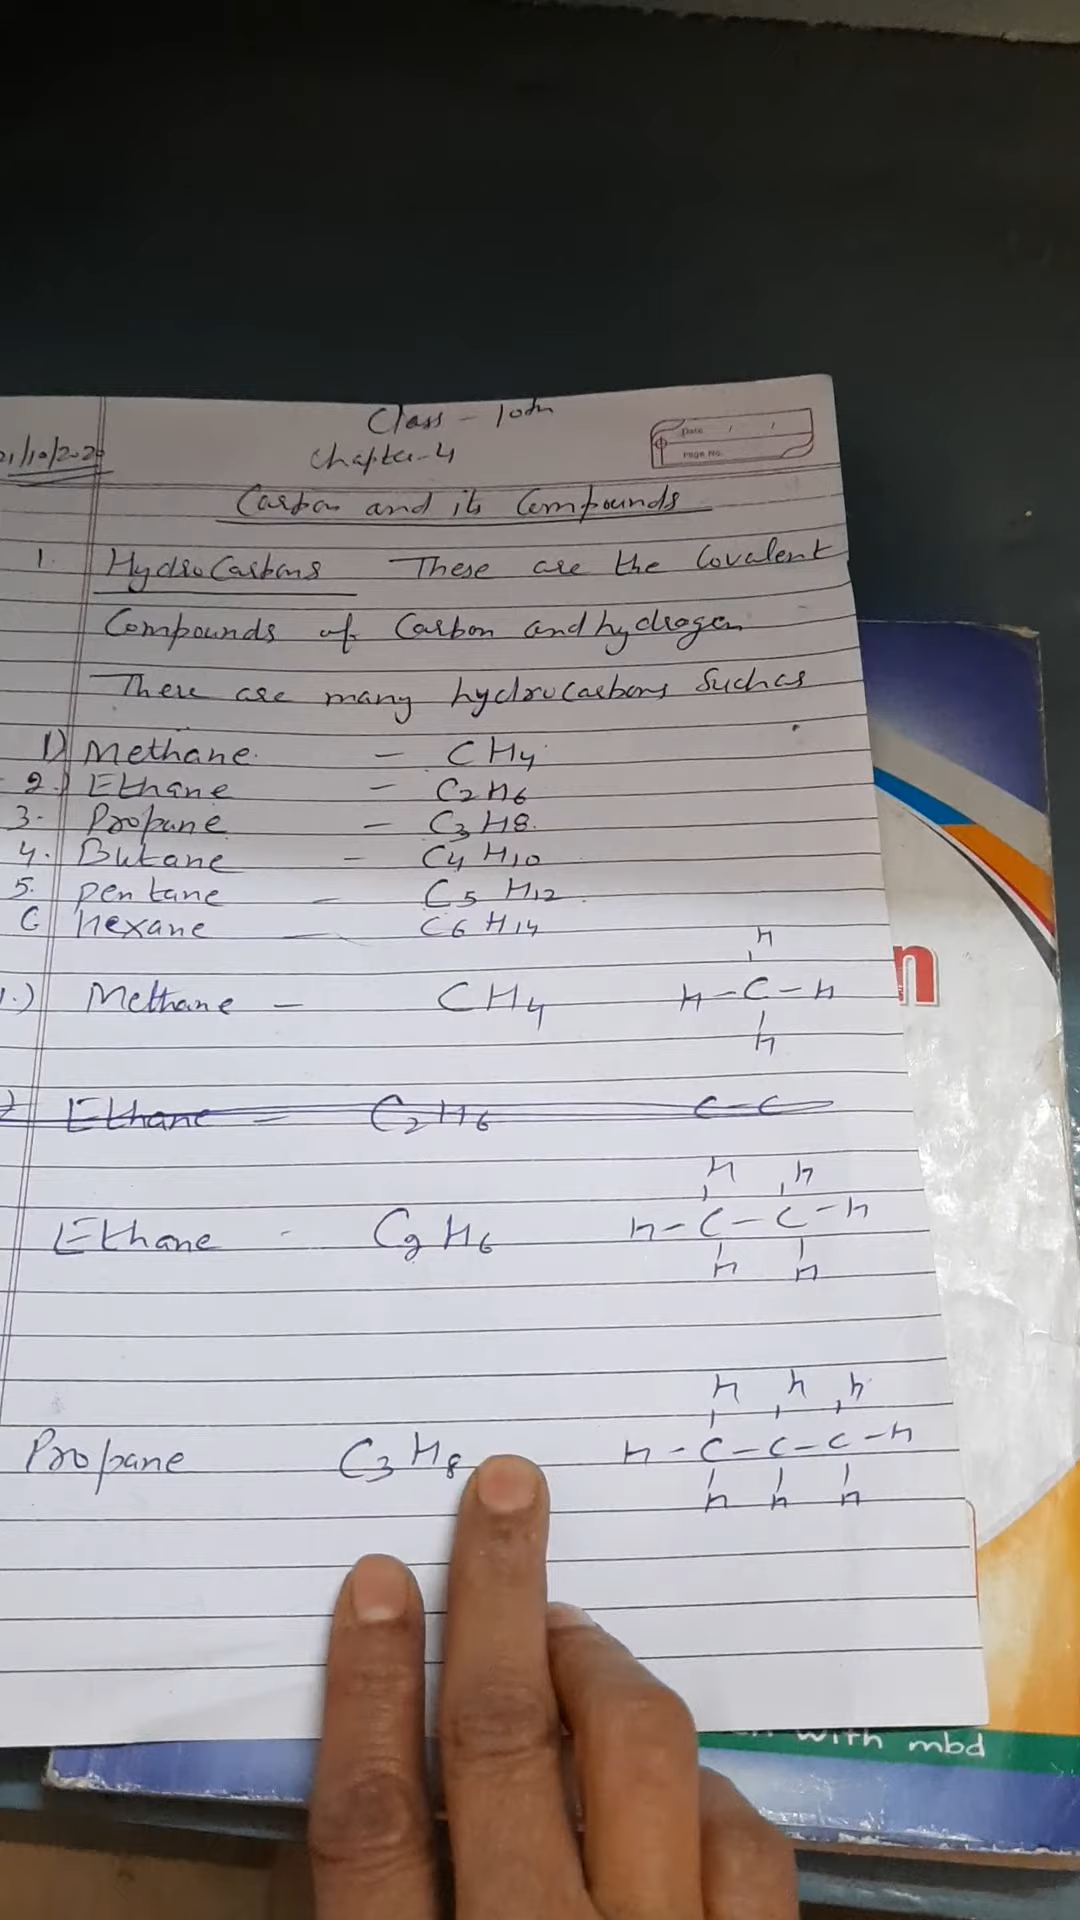 Class - 10th
Chapter-4
Date / /
Page No.
Carbon and its Compounds
1. HydroCarbons These are the Covalent
Compounds of Carbon and hydrogen
There are many hydrocarbons Such as
1) Methane - CH4
2.) Ethane - C2H6
3. Propane - C3H8.
4. Butane - C4H10
5. pentane - C5H12
6 hexane - C6H14
1.) Methane - CH4
H
H-C-H
H
Ethane = C2H6 C-C
H H
Ethane - C2H6 H-C-C-H
H H
H H H
Propane C3H8 H-C-C-C-H
H H H
n
with mbd